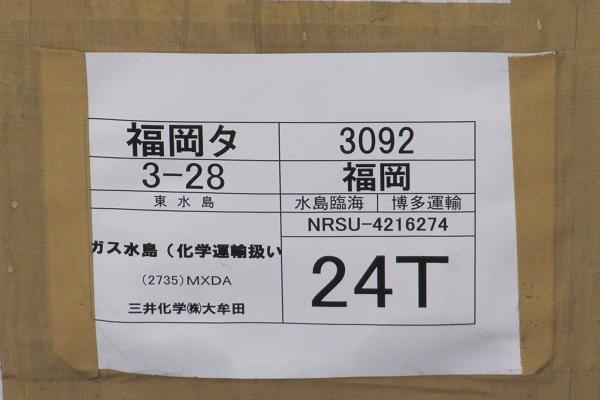 福岡タ 3092
3-28 福岡
東水島 水島臨海 博多運輸
NRSU-4216274
ガス水島（化学運輸扱い
(2735)MXDA 24T
三井化学㈱大牟田